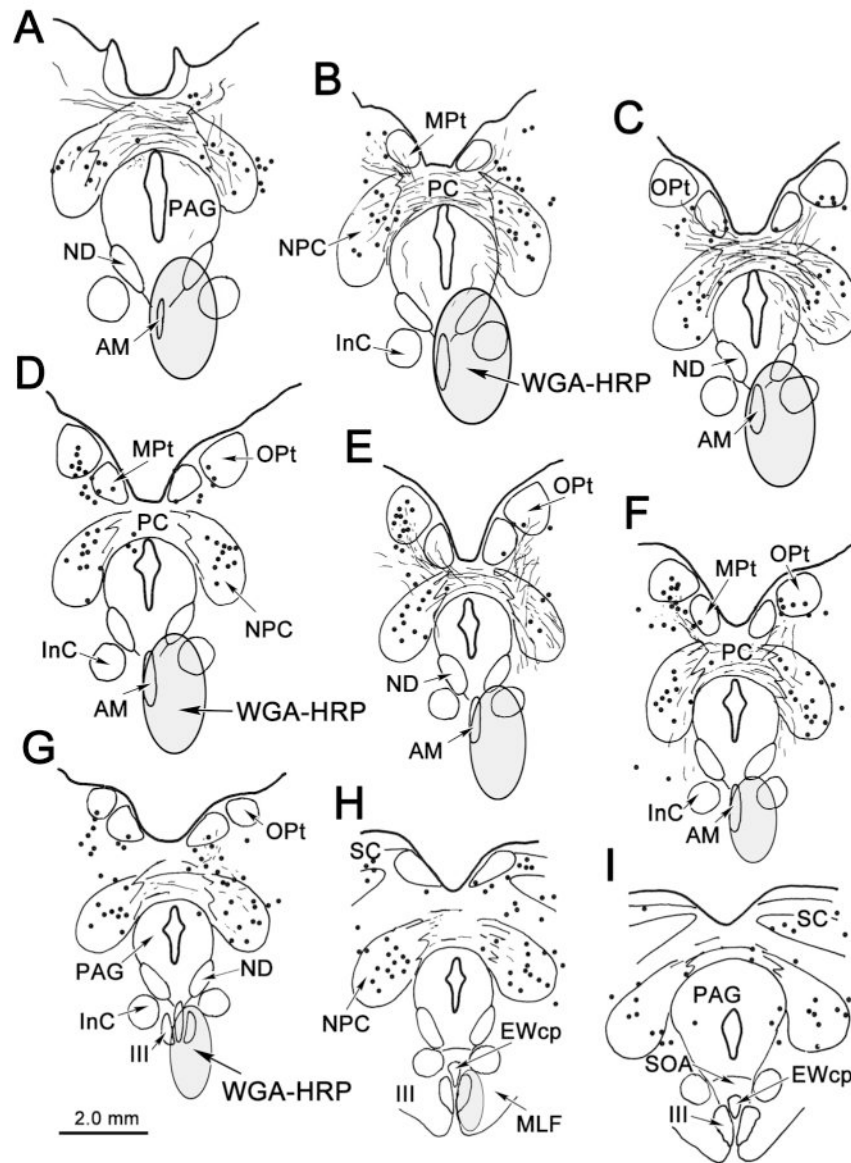 A
PAG
ND
AM
B
MPt
PC
NPC
InC
WGA-HRP
C
OPt
ND
AM
D
MPt
OPt
PC
NPC
InC
AM
WGA-HRP
E
OPt
ND
AM
F
MPt
OPt
PC
InC
AM
G
OPt
PAG
ND
InC
III
WGA-HRP
2.0 mm
H
SC
NPC
EWcp
III
MLF
I
SC
PAG
SOA
EWcp
III